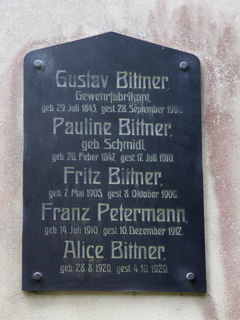 Gustav Bittner,
Gewehrfabrikant,
geb. 29. Juli 1843, gest. 28. September 1900.
Pauline Bittner,
geb. Schmidl,
geb. 20. Feber 1847, gest. 17. Juli 1910.
Fritz Bittner,
geb. 7. Mai 1905, gest. 8. Oktober 1906.
Franz Petermann,
geb. 14. Juli 1910, gest. 10. Dezember 1912.
Alice Bittner,
geb. 28. 8. 1920, gest. 4. 10. 1920.